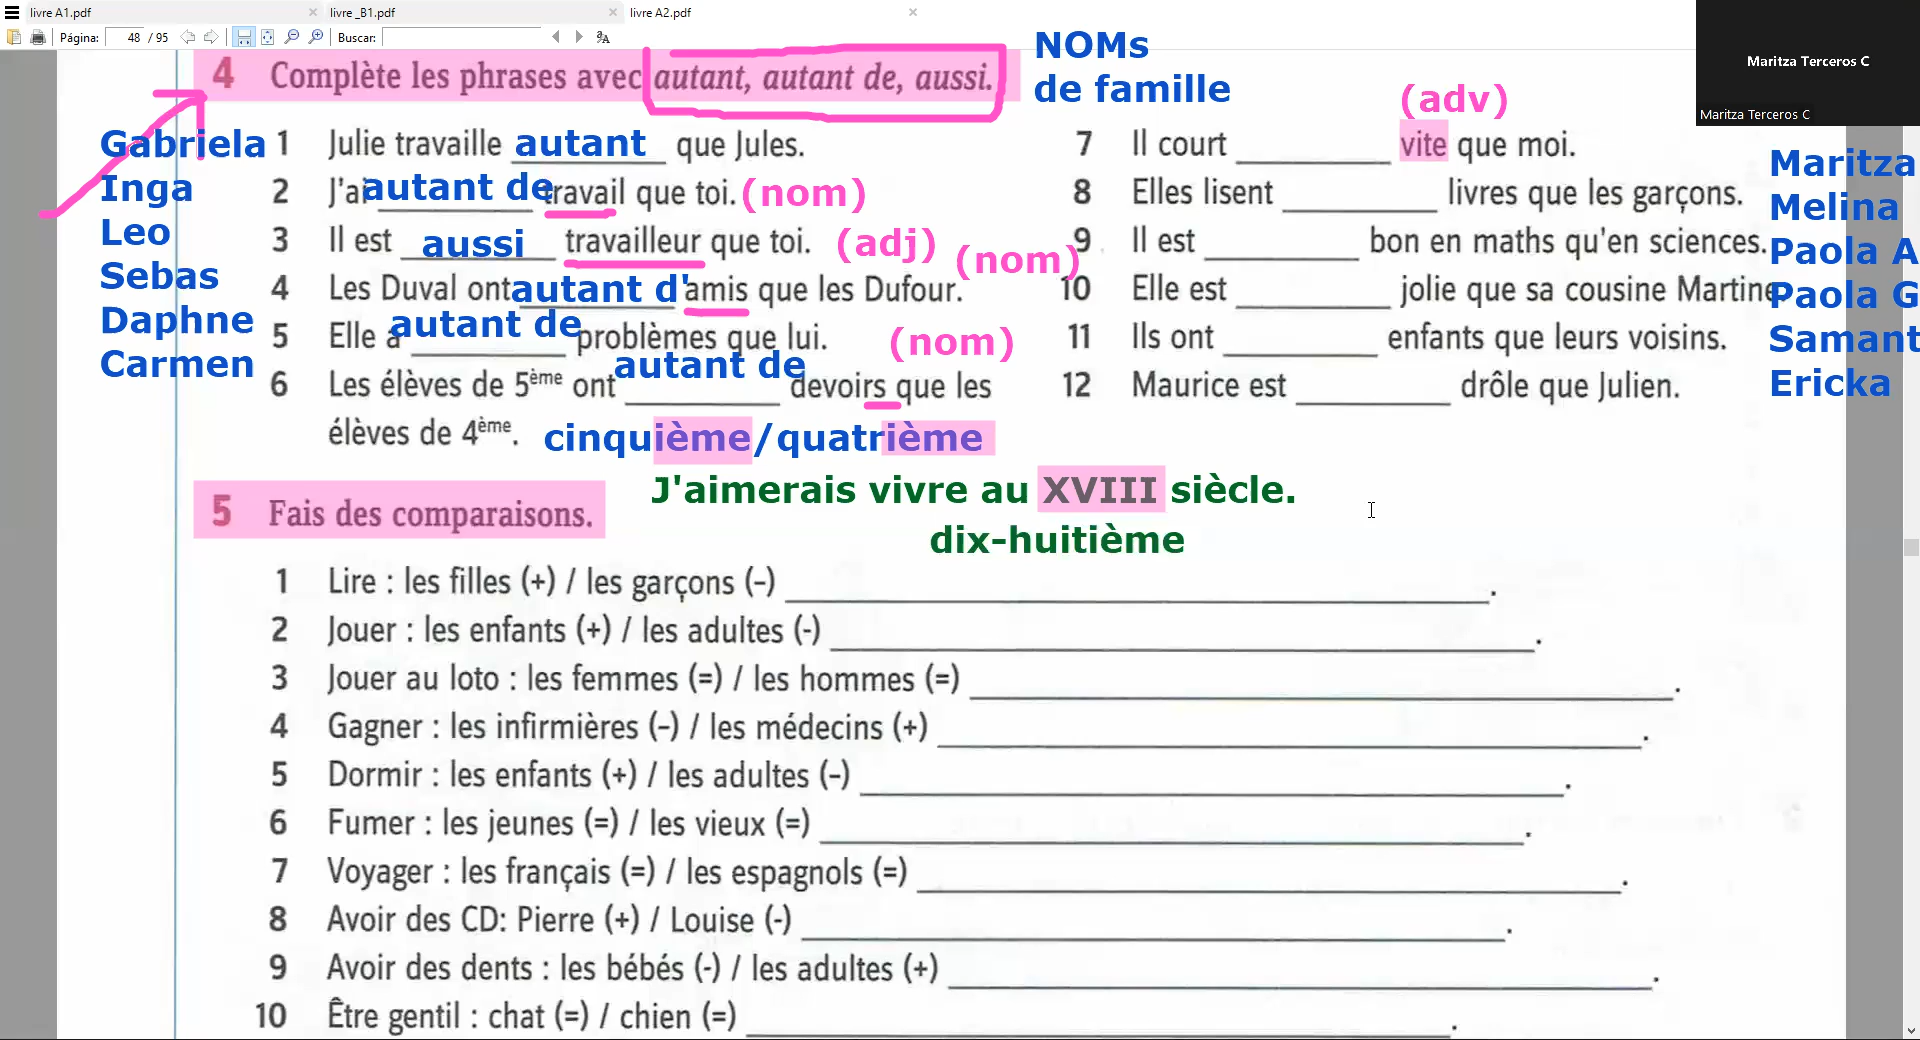 livre A1.pdf
livre _B1.pdf
livre A2.pdf
Página: 48 / 95 Buscar:
Maritza Terceros C
Maritza Terceros C
4 Complète les phrases avec autant, autant de, aussi.
NOMs
de famille
Gabriela
Inga
Leo
Sebas
Daphne
Carmen
1 Julie travaille autant que Jules.
2 J'ai autant de travail que toi. (nom)
3 Il est aussi travailleur que toi. (adj)
4 Les Duval ont autant d'amis que les Dufour. (nom)
5 Elle a autant de problèmes que lui.
6 Les élèves de 5ème ont autant de devoirs que les (nom)
élèves de 4ème. cinquième/quatrième
(adv)
7 Il court vite que moi.
8 Elles lisent livres que les garçons.
9 Il est bon en maths qu'en sciences.
10 Elle est jolie que sa cousine Martine
11 Ils ont enfants que leurs voisins.
12 Maurice est drôle que Julien.
Maritza
Melina
Paola A
Paola G
Samant
Ericka
5 Fais des comparaisons.
J'aimerais vivre au XVIII siècle.
dix-huitième
1 Lire : les filles (+) / les garçons (-) .
2 Jouer : les enfants (+) / les adultes (-) .
3 Jouer au loto : les femmes (=) / les hommes (=) .
4 Gagner : les infirmières (-) / les médecins (+) .
5 Dormir : les enfants (+) / les adultes (-) .
6 Fumer : les jeunes (=) / les vieux (=) .
7 Voyager : les français (=) / les espagnols (=) .
8 Avoir des CD: Pierre (+) / Louise (-) .
9 Avoir des dents : les bébés (-) / les adultes (+) .
10 Être gentil : chat (=) / chien (=) .